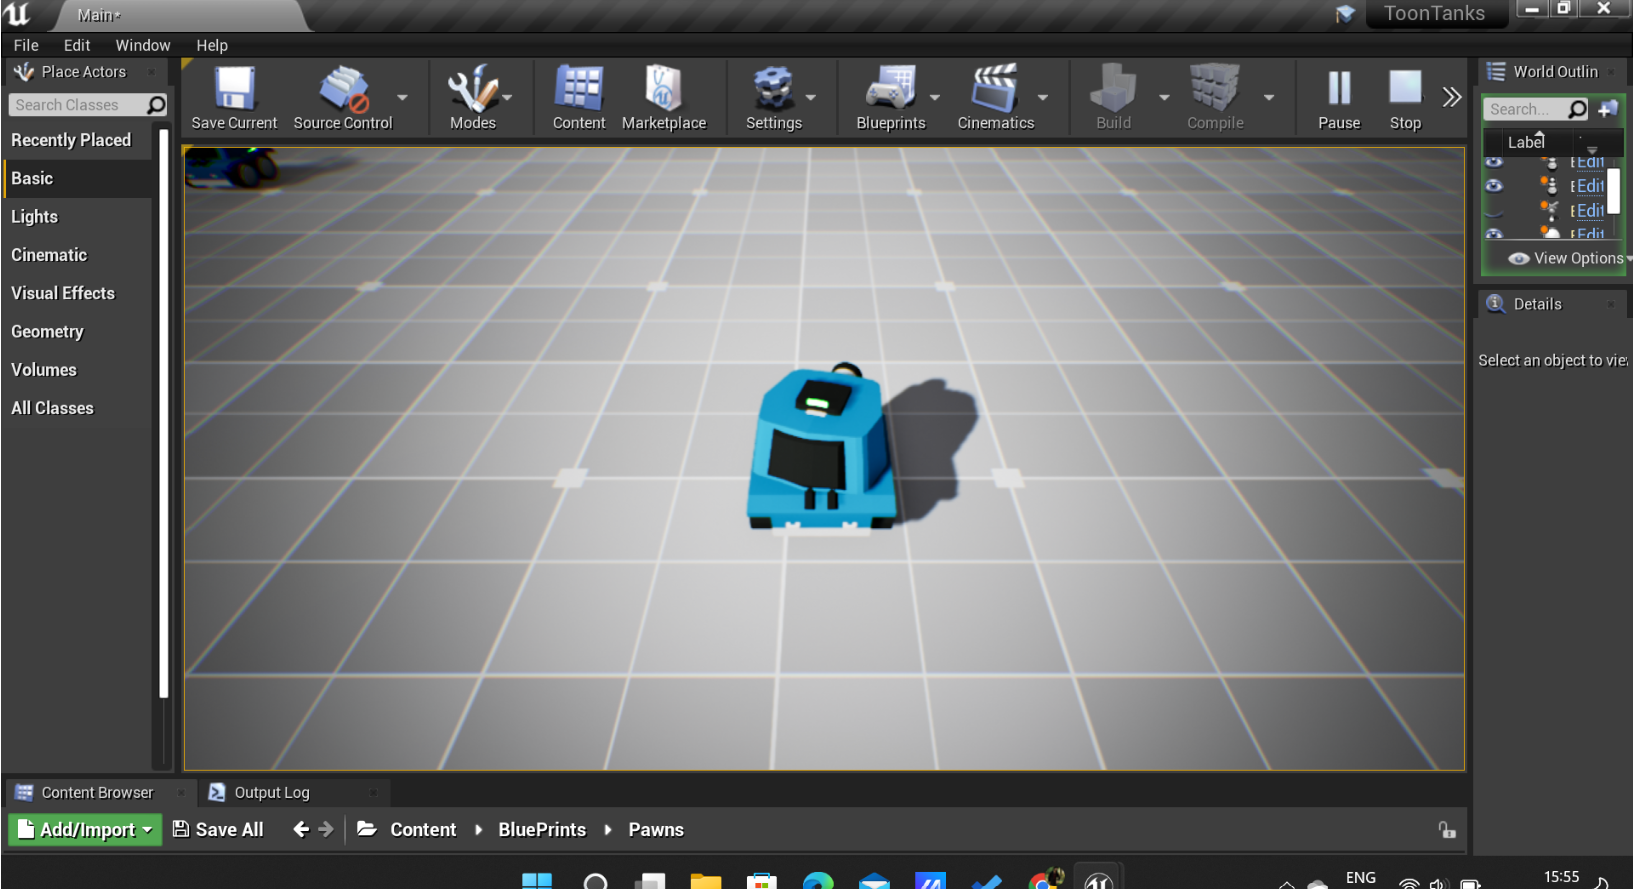 Main*
ToonTanks
File Edit Window Help
Place Actors
Search Classes
Recently Placed
Basic
Lights
Cinematic
Visual Effects
Geometry
Volumes
All Classes
Save Current Source Control Modes Content Marketplace Settings Blueprints Cinematics Build Compile Pause Stop
World Outlin
Search...
Label
Edit
Edit
Edit
Edit
View Options
Details
Select an object to vie
Content Browser Output Log
Add/Import Save All Content BluePrints Pawns
ENG 15:55